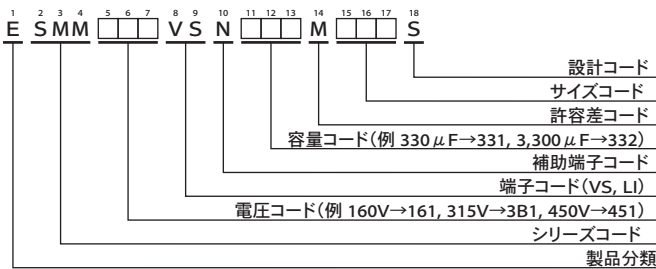 1 2 3 4 5 6 7 8 9 10 11 12 13 14 15 16 17 18
E SMM □□□ VS N □□□ M □□□ S
設計コード
サイズコード
許容差コード
容量コード(例 330μF→331, 3,300μF→332)
補助端子コード
端子コード(VS, LI)
電圧コード(例 160V→161, 315V→3B1, 450V→451)
シリーズコード
製品分類